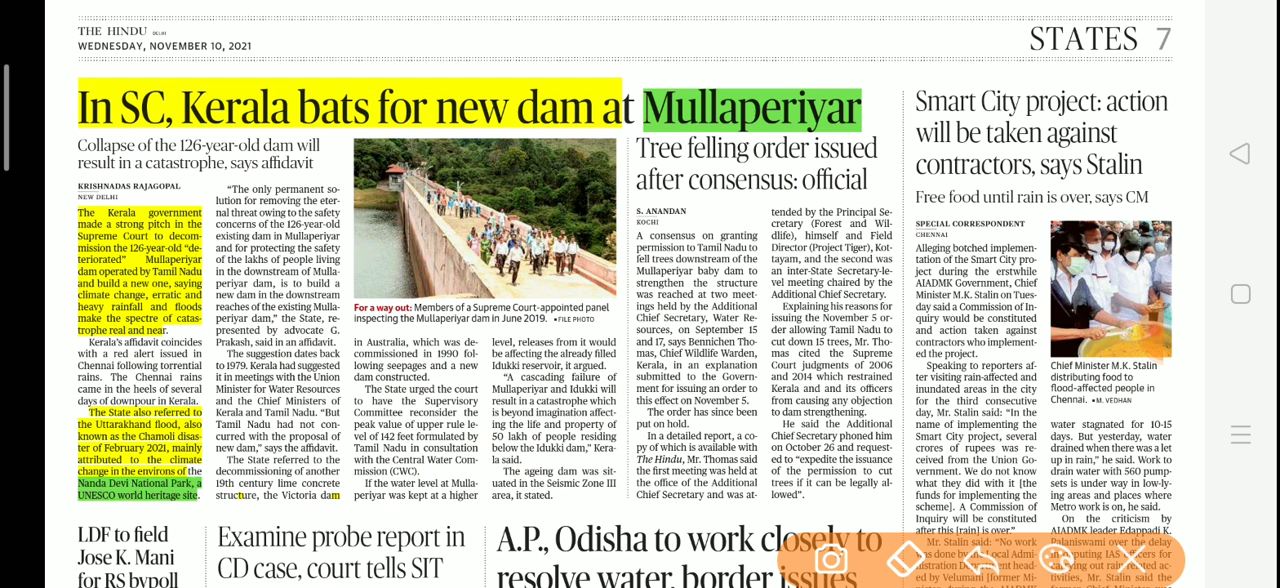 THE HINDU DELHI
WEDNESDAY, NOVEMBER 10, 2021
STATES 7
In SC, Kerala bats for new dam at Mullaperiyar
Collapse of the 126-year-old dam will
result in a catastrophe, says affidavit
KRISHNADAS RAJAGOPAL
NEW DELHI
The Kerala government
made a strong pitch in the
Supreme Court to decom-
mission the 126-year-old “de-
teriorated” Mullaperiyar
dam operated by Tamil Nadu
and build a new one, saying
climate change, erratic and
heavy rainfall and floods
make the spectre of catas-
trophe real and near.
Kerala's affidavit coincides
with a red alert issued in
Chennai following torrential
rains. The Chennai rains
came in the heels of several
days of downpour in Kerala.
The State also referred to
the Uttarakhand flood, also
known as the Chamoli disas-
ter of February 2021, mainly
attributed to the climate
change in the environs of the
Nanda Devi National Park, a
UNESCO world heritage site.
“The only permanent so-
lution for removing the eter-
nal threat owing to the safety
concerns of the 126-year-old
existing dam in Mullaperiyar
and for protecting the safety
of the lakhs of people living
in the downstream of Mulla-
periyar dam, is to build a
new dam in the downstream
reaches of the existing Mulla-
periyar dam,” the State, re-
presented by advocate G.
Prakash, said in an affidavit.
The suggestion dates back
to 1979. Kerala had suggested
it in meetings with the Union
Minister for Water Resources
and the Chief Ministers of
Kerala and Tamil Nadu. “But
Tamil Nadu had not con-
curred with the proposal of
new dam,” says the affidavit.
The State referred to the
decommissioning of another
19th century lime concrete
structure, the Victoria dam
For a way out: Members of a Supreme Court-appointed panel
inspecting the Mullaperiyar dam in June 2019. •FILE PHOTO
in Australia, which was de-
commissioned in 1990 fol-
lowing seepages and a new
dam constructed.
The State urged the court
to have the Supervisory
Committee reconsider the
peak value of upper rule le-
vel of 142 feet formulated by
Tamil Nadu in consultation
with the Central Water Com-
mission (CWC).
If the water level at Mulla-
periyar was kept at a higher
level, releases from it would
be affecting the already filled
Idukki reservoir, it argued.
“A cascading failure of
Mullaperiyar and Idukki will
result in a catastrophe which
is beyond imagination affect-
ing the life and property of
50 lakh of people residing
below the Idukki dam,” Kera-
la said.
The ageing dam was sit-
uated in the Seismic Zone III
area, it stated.
Tree felling order issued
after consensus: official
S. ANANDAN
KOCHI
A consensus on granting
permission to Tamil Nadu to
fell trees downstream of the
Mullaperiyar baby dam to
strengthen the structure
was reached at two meet-
ings held by the Additional
Chief Secretary, Water Re-
sources, on September 15
and 17, says Bennichen Tho-
mas, Chief Wildlife Warden,
Kerala, in an explanation
submitted to the Govern-
ment for issuing an order to
this effect on November 5.
The order has since been
put on hold.
In a detailed report, a co-
py of which is available with
The Hindu, Mr. Thomas said
the first meeting was held at
the office of the Additional
Chief Secretary and was at-
tended by the Principal Se-
cretary (Forest and Wil-
dlife), himself and Field
Director (Project Tiger), Kot-
tayam, and the second was
an inter-State Secretary-le-
vel meeting chaired by the
Additional Chief Secretary.
Explaining his reasons for
issuing the November 5 or-
der allowing Tamil Nadu to
cut down 15 trees, Mr. Tho-
mas cited the Supreme
Court judgments of 2006
and 2014 which restrained
Kerala and and its officers
from causing any objection
to dam strengthening.
He said the Additional
Chief Secretary phoned him
on October 26 and request-
ed to “expedite the issuance
of the permission to cut
trees if it can be legally al-
lowed”.
Smart City project: action
will be taken against
contractors, says Stalin
Free food until rain is over, says CM
SPECIAL CORRESPONDENT
CHENNAI
Alleging botched implemen-
tation of the Smart City pro-
ject during the erstwhile
AIADMK Government, Chief
Minister M.K. Stalin on Tues-
day said a Commission of In-
quiry would be constituted
and action taken against
contractors who implement-
ed the project.
Speaking to reporters af-
ter visiting rain-affected and
inundated areas in the city
for the third consecutive
day, Mr. Stalin said: “In the
name of implementing the
Smart City project, several
crores of rupees was re-
ceived from the Union Go-
vernment. We do not know
what they did with it [the
funds for implementing the
scheme]. A Commission of
Inquiry will be constituted
after this [rain] is over.”
Mr. Stalin said: “No work
was done by the Local Admi-
nistration Department head-
ed by Velumani [former Mi-
Chief Minister M.K. Stalin
distributing food to
flood-affected people in
Chennai. •M. VEDHAN
water stagnated for 10-15
days. But yesterday, water
drained when there was a let
up in rain,” he said. Work to
drain water with 560 pump-
sets is under way in low-ly-
ing areas and places where
Metro work is on, he said.
On the criticism by
AIADMK leader Edappadi K.
Palaniswami over the delay
in deputing IAS officers for
carrying out rain related ac-
tivities, Mr. Stalin said the
LDF to field
Jose K. Mani
for RS bypoll
Examine probe report in
CD case, court tells SIT
A.P., Odisha to work closely to
resolve water, border issues